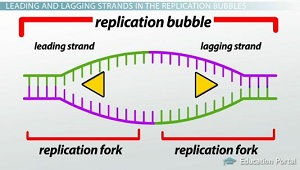 LEADING AND LAGGING STRANDS IN THE REPLICATION BUBBLES
replication bubble
leading strand
lagging strand
replication fork
replication fork
Education Portal